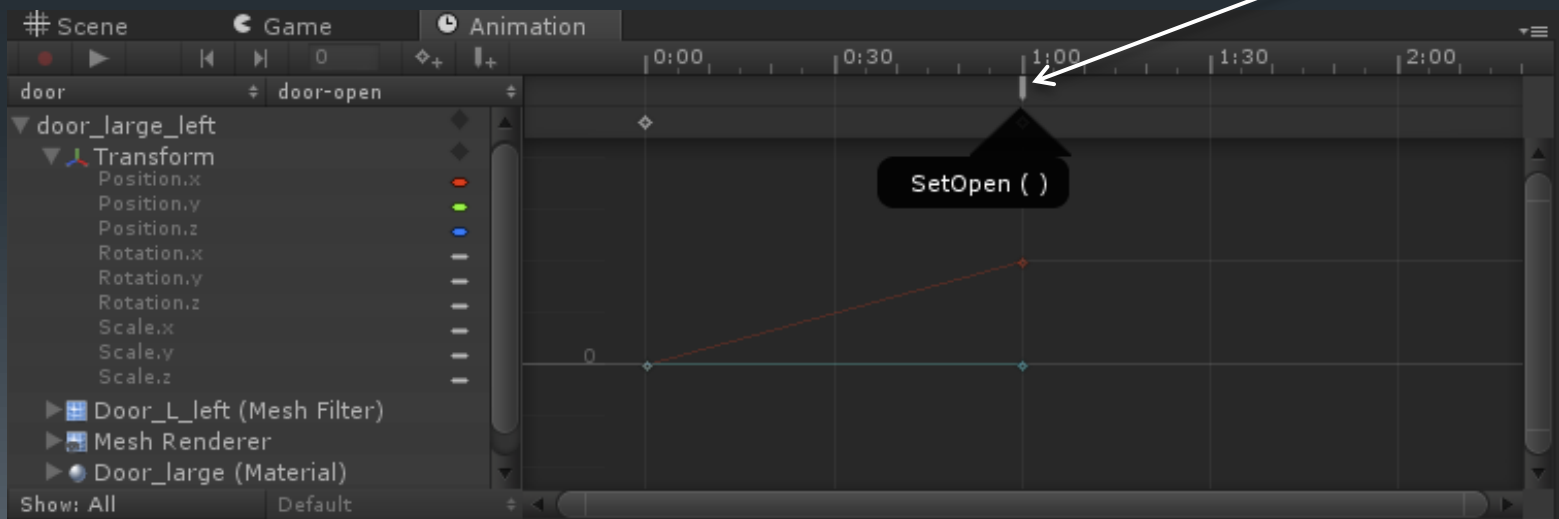 Scene Game Animation
0 0:00 0:30 1:00 1:30 2:00
door door-open
door_large_left
Transform
Position.x
SetOpen ( )
Position.y
Position.z
Rotation.x
Rotation.y
Rotation.z
Scale.x
Scale.y
0
Scale.z
Door_L_left (Mesh Filter)
Mesh Renderer
Door_large (Material)
Show: All Default